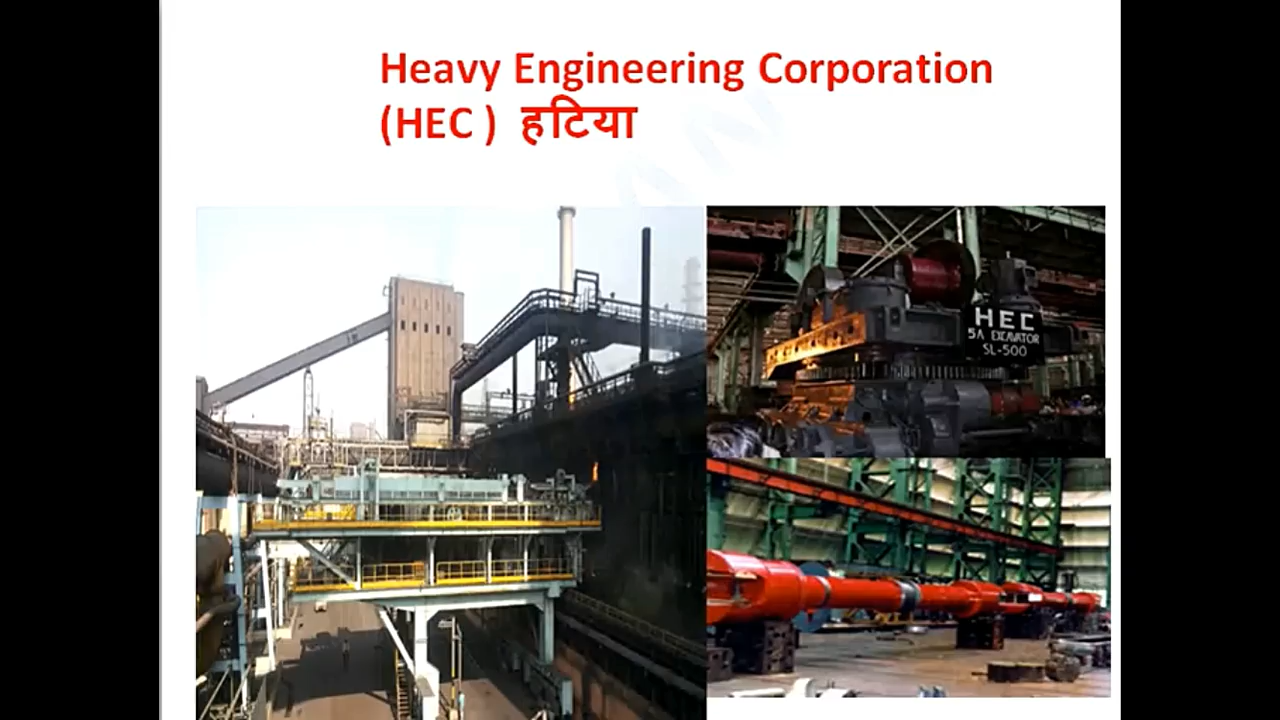 Heavy Engineering Corporation
(HEC ) हटिया
HEC
5A EXCAVATOR
SL-500